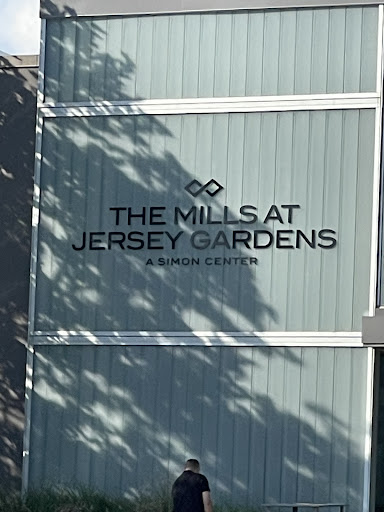 THE MILLS AT
JERSEY GARDENS
A SIMON CENTER